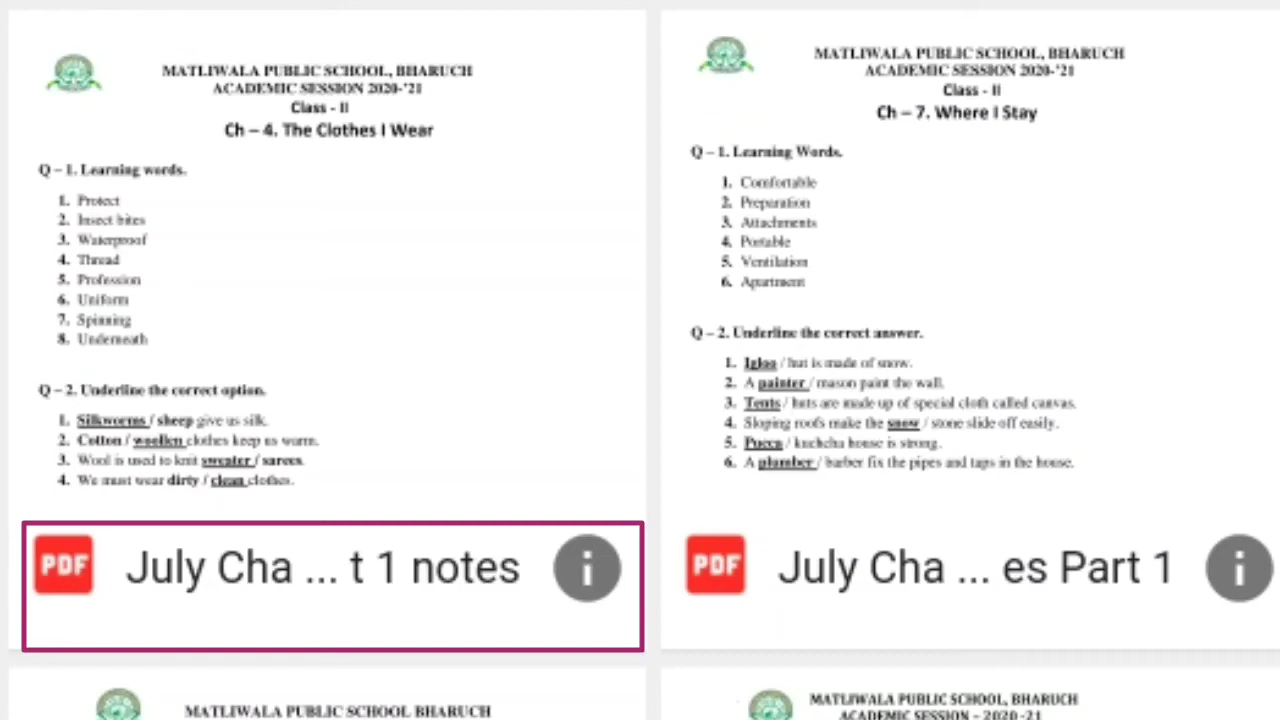 MATLIWALA PUBLIC SCHOOL, BHARUCH
ACADEMIC SESSION 2020-'21
Class - II
Ch – 4. The Clothes I Wear
Q – 1. Learning words.
1. Protect
2. Insect bites
3. Waterproof
4. Thread
5. Profession
6. Uniform
7. Spinning
8. Underneath
Q – 2. Underline the correct option.
1. Silkworms / sheep give us silk.
2. Cotton / woollen clothes keep us warm.
3. Wool is used to knit sweater / sarees.
4. We must wear dirty / clean clothes.
PDF July Cha ... t 1 notes i
MATLIWALA PUBLIC SCHOOL, BHARUCH
ACADEMIC SESSION 2020-'21
Class - II
Ch – 7. Where I Stay
Q – 1. Learning Words.
1. Comfortable
2. Preparation
3. Attachments
4. Portable
5. Ventilation
6. Apartment
Q – 2. Underline the correct answer.
1. Igloo / hut is made of snow.
2. A painter / mason paint the wall.
3. Tents / huts are made up of special cloth called canvas.
4. Sloping roofs make the snow / stone slide off easily.
5. Pucca / kuchcha house is strong.
6. A plumber / barber fix the pipes and taps in the house.
PDF July Cha ... es Part 1 i
MATLIWALA PUBLIC SCHOOL BHARUCH
MATLIWALA PUBLIC SCHOOL, BHARUCH
ACADEMIC SESSION – 2020 -21